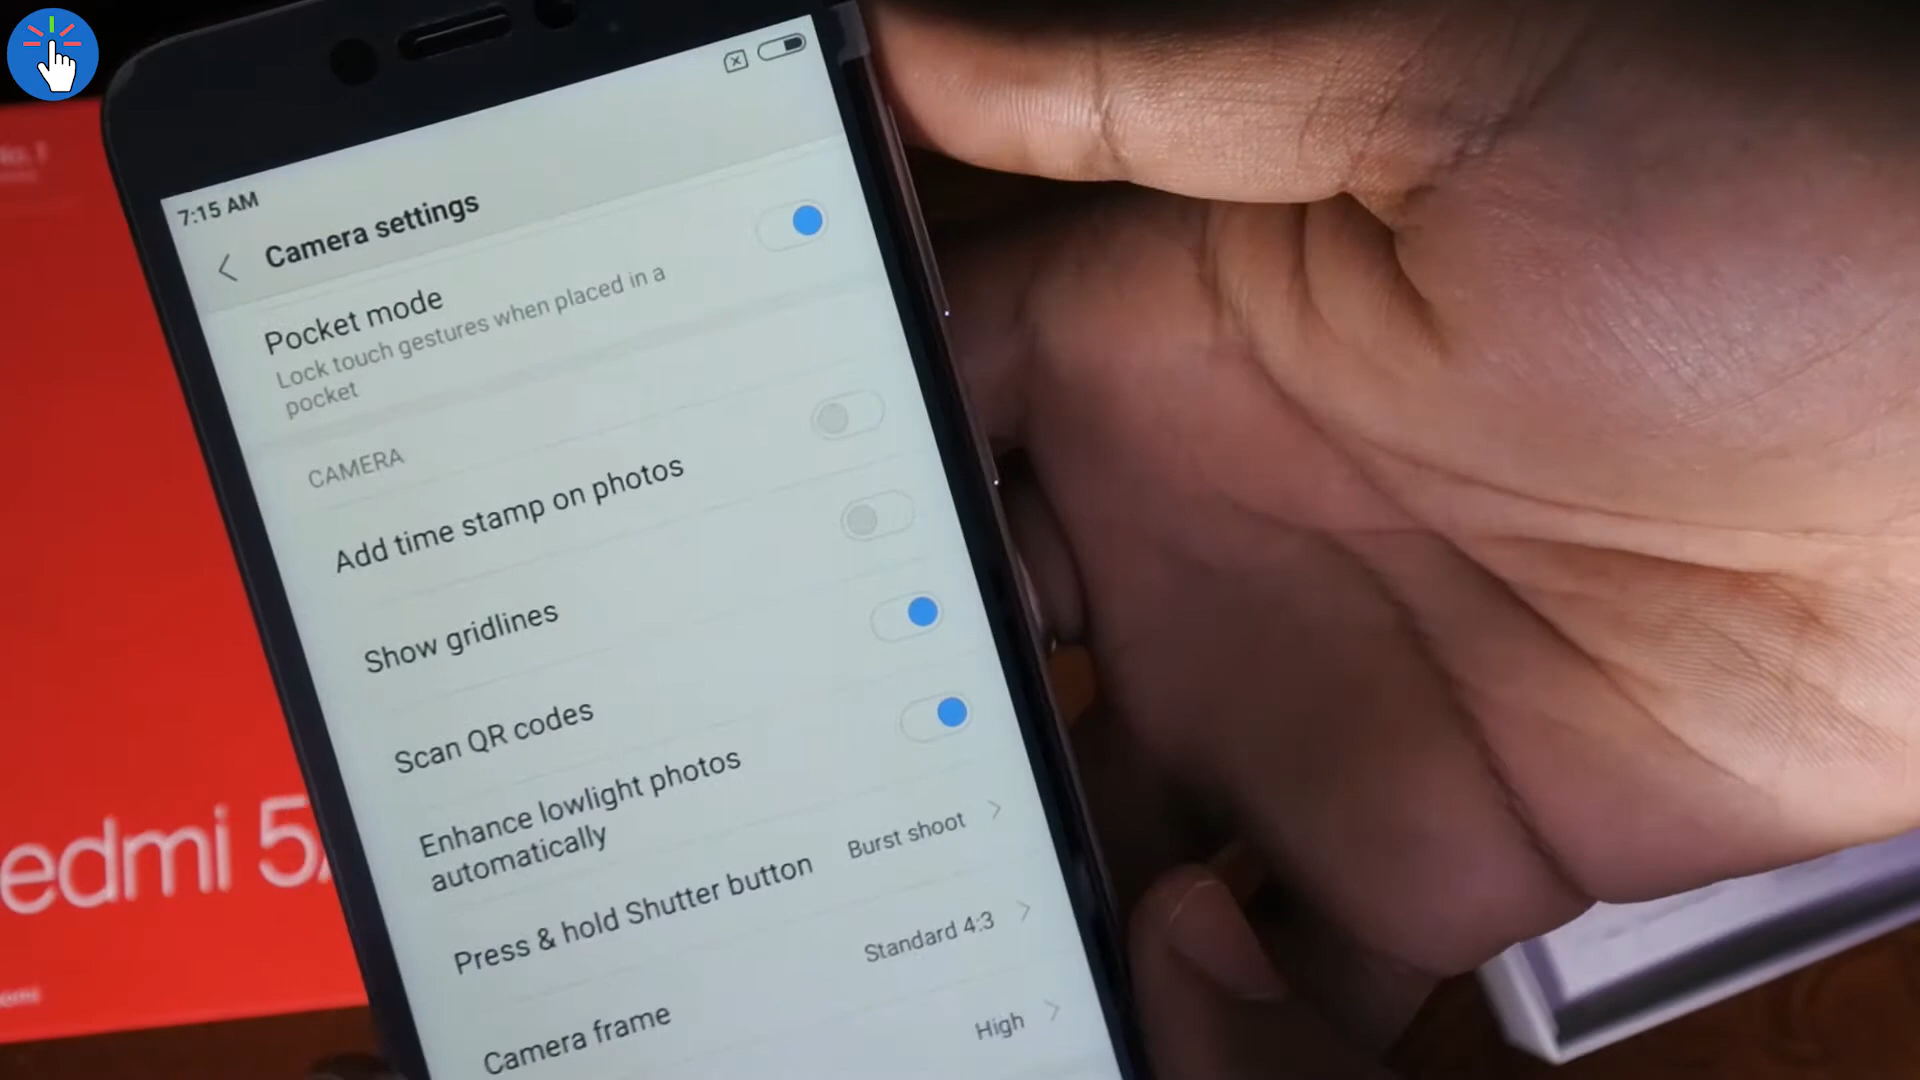 7:15 AM
Camera settings
Pocket mode
Lock touch gestures when placed in a
pocket
CAMERA
Add time stamp on photos
Show gridlines
Scan QR codes
Enhance lowlight photos
automatically
Press & hold Shutter button
Burst shoot
Camera frame
Standard 4:3
High
edmi 5